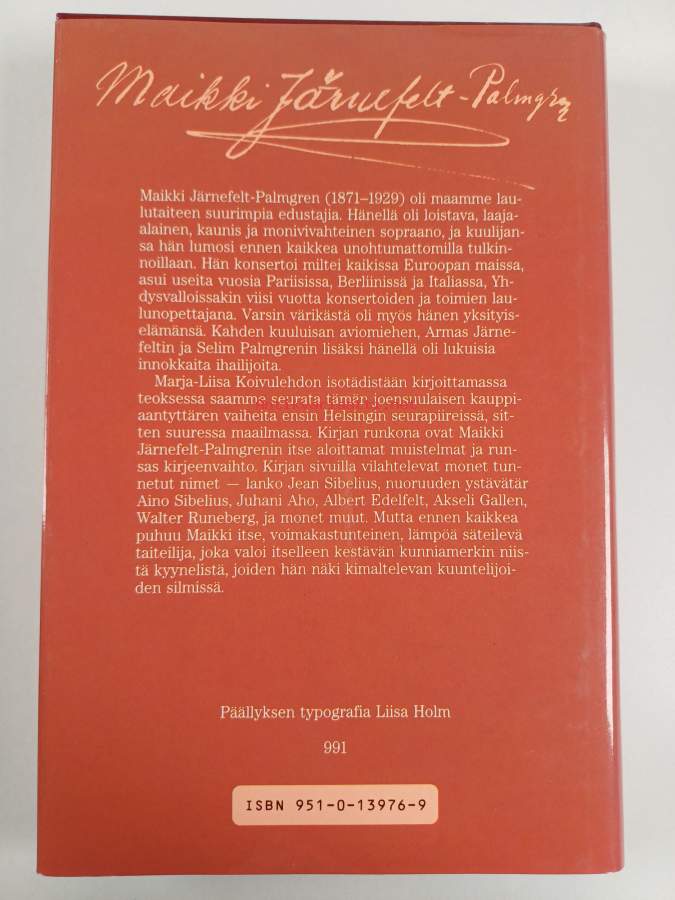 Maikki Järnefelt-Palmgren
Maikki Järnefelt-Palmgren (1871–1929) oli maamme lau-
lutaiteen suurimpia edustajia. Hänellä oli loistava, laaja-
alainen, kaunis ja monivivahteinen sopraano, ja kuulijan-
sa hän lumosi ennen kaikkea unohtumattomilla tulkin-
noillaan. Hän konsertoi miltei kaikissa Euroopan maissa,
asui useita vuosia Pariisissa, Berliinissä ja Italiassa, Yh-
dysvalloissakin viisi vuotta konsertoiden ja toimien lau-
lunopettajana. Varsin värikästä oli myös hänen yksityis-
elämänsä. Kahden kuuluisan aviomiehen, Armas Järne-
feltin ja Selim Palmgrenin lisäksi hänellä oli lukuisia
innokkaita ihailijoita.
Marja-Liisa Koivulehdon isotädistään kirjoittamassa
teoksessa saamme seurata tämän joensuulaisen kauppi-
aantyttären vaiheita ensin Helsingin seurapiireissä, sit-
ten suuressa maailmassa. Kirjan runkona ovat Maikki
Järnefelt-Palmgrenin itse aloittamat muistelmat ja run-
sas kirjeenvaihto. Kirjan sivuilla vilahtelevat monet tun-
netut nimet — lanko Jean Sibelius, nuoruuden ystävätär
Aino Sibelius, Juhani Aho, Albert Edelfelt, Akseli Gallen,
Walter Runeberg, ja monet muut. Mutta ennen kaikkea
puhuu Maikki itse, voimakastunteinen, lämpöä säteilevä
taiteilija, joka valoi itselleen kestävän kunniamerkin niis-
tä kyynelistä, joiden hän näki kimaltelevan kuuntelijoi-
den silmissä.
Päällyksen typografia Liisa Holm
991
ISBN 951-0-13976-9